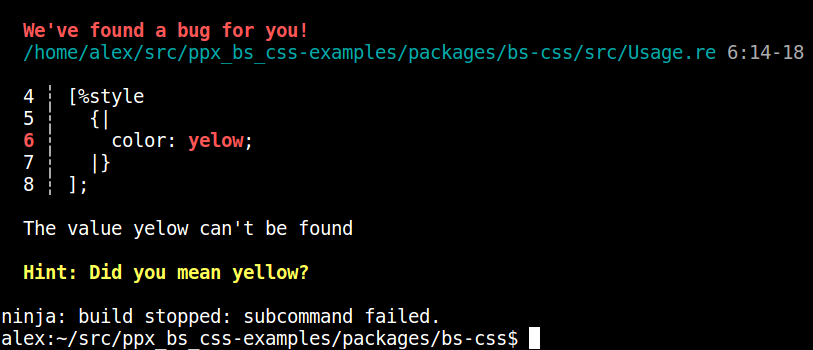 We've found a bug for you!
/home/alex/src/ppx_bs_css-examples/packages/bs-css/src/Usage.re 6:14-18
4 ┆ [%style
5 ┆   {|
6 ┆     color: yelow;
7 ┆   |}
8 ┆ ];
The value yelow can't be found
Hint: Did you mean yellow?
ninja: build stopped: subcommand failed.
alex:~/src/ppx_bs_css-examples/packages/bs-css$